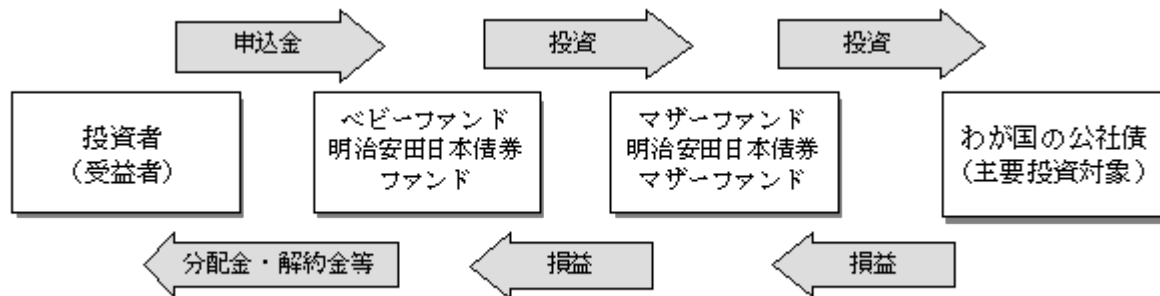 申込金
投資
投資
投資者
（受益者）
ベビーファンド
明治安田日本債券
ファンド
マザーファンド
明治安田日本債券
マザーファンド
わが国の公社債
（主要投資対象）
分配金・解約金等
損益
損益